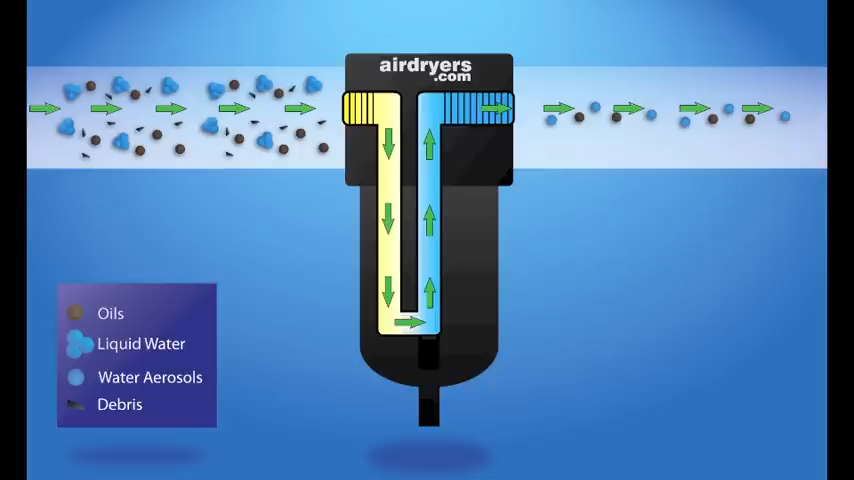 airdryers
.com
Oils
Liquid Water
Water Aerosols
Debris